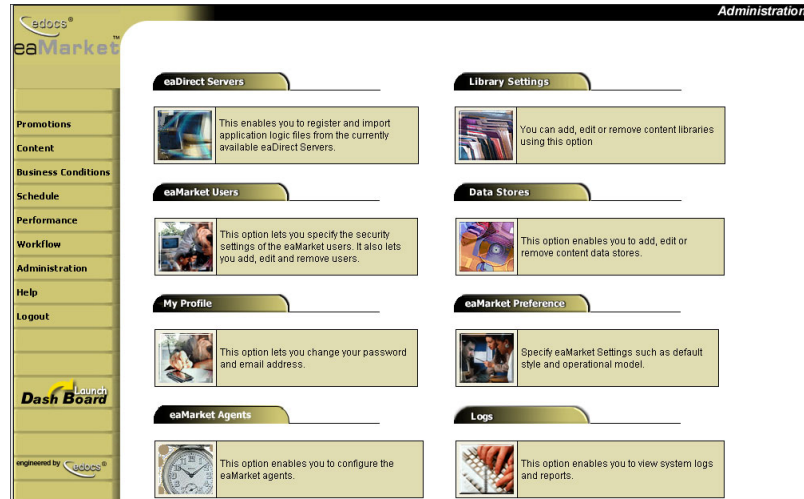 Administration
edocs®
eaMarket™
Promotions
Content
Business Conditions
Schedule
Performance
Workflow
Administration
Help
Logout
Launch
Dash Board
engineered by edocs®
eaDirect Servers
This enables you to register and import
application logic files from the currently
available eaDirect Servers.
Library Settings
You can add, edit or remove content libraries
using this option
eaMarket Users
This option lets you specify the security
settings of the eaMarket users. It also lets
you add, edit and remove users.
Data Stores
This option enables you to add, edit or
remove content data stores.
My Profile
This option lets you change your password
and email address.
eaMarket Preference
Specify eaMarket Settings such as default
style and operational model.
eaMarket Agents
This option enables you to configure the
eaMarket agents.
Logs
This option enables you to view system logs
and reports.